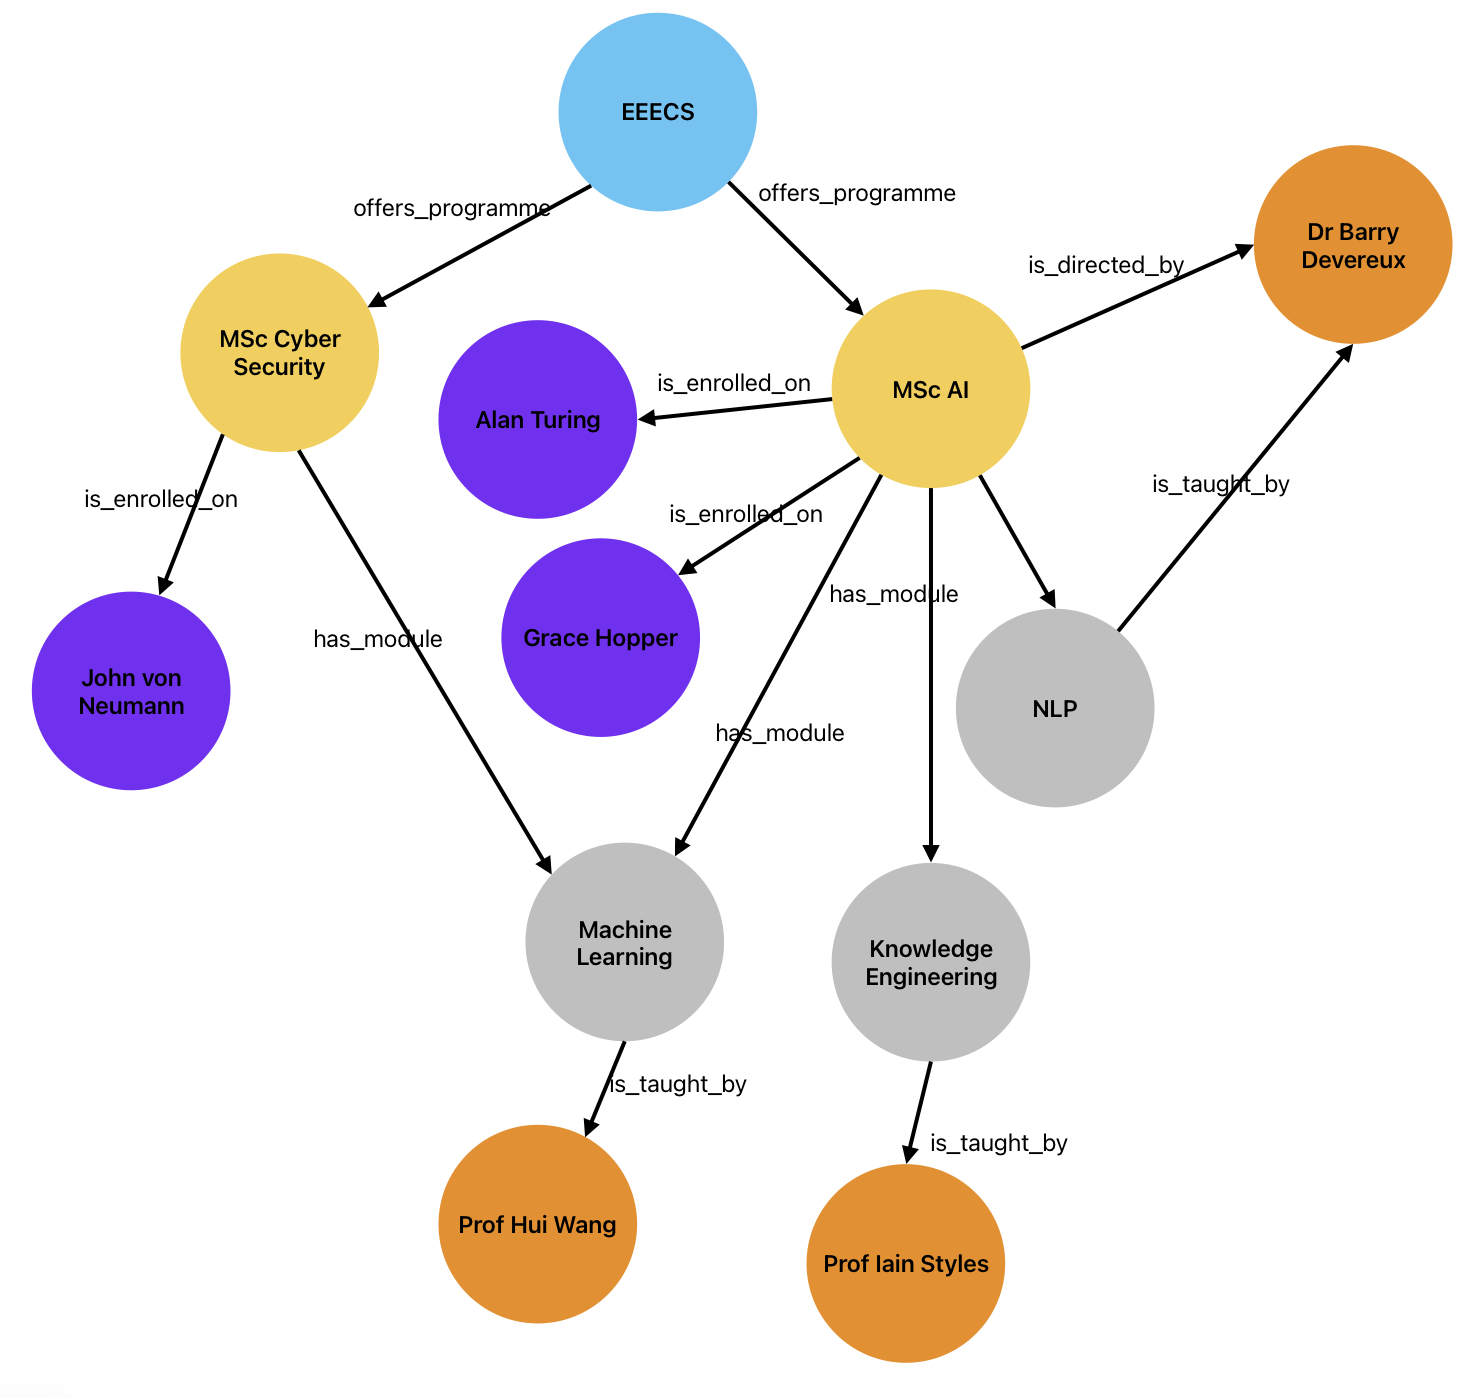 EEECS
offers_programme
offers_programme
Dr Barry
Devereux
is_directed_by
MSc Cyber
Security
MSc AI
is_enrolled_on
Alan Turing
is_taught_by
is_enrolled_on
is_enrolled_on
has_module
has_module
Grace Hopper
John von
Neumann
NLP
has_module
Machine
Learning
Knowledge
Engineering
is_taught_by
is_taught_by
Prof Hui Wang
Prof Iain Styles